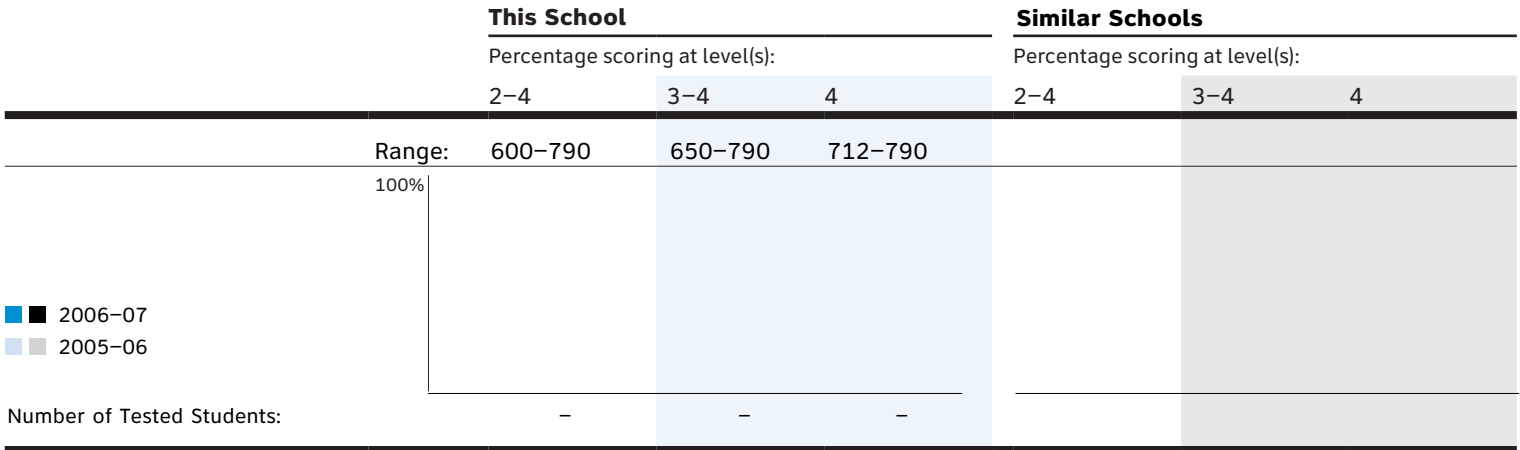 This School Similar Schools
Percentage scoring at level(s): Percentage scoring at level(s):
2–4 3–4 4 2–4 3–4 4
Range: 600–790 650–790 712–790
100%
2006–07
2005–06
Number of Tested Students: – – –